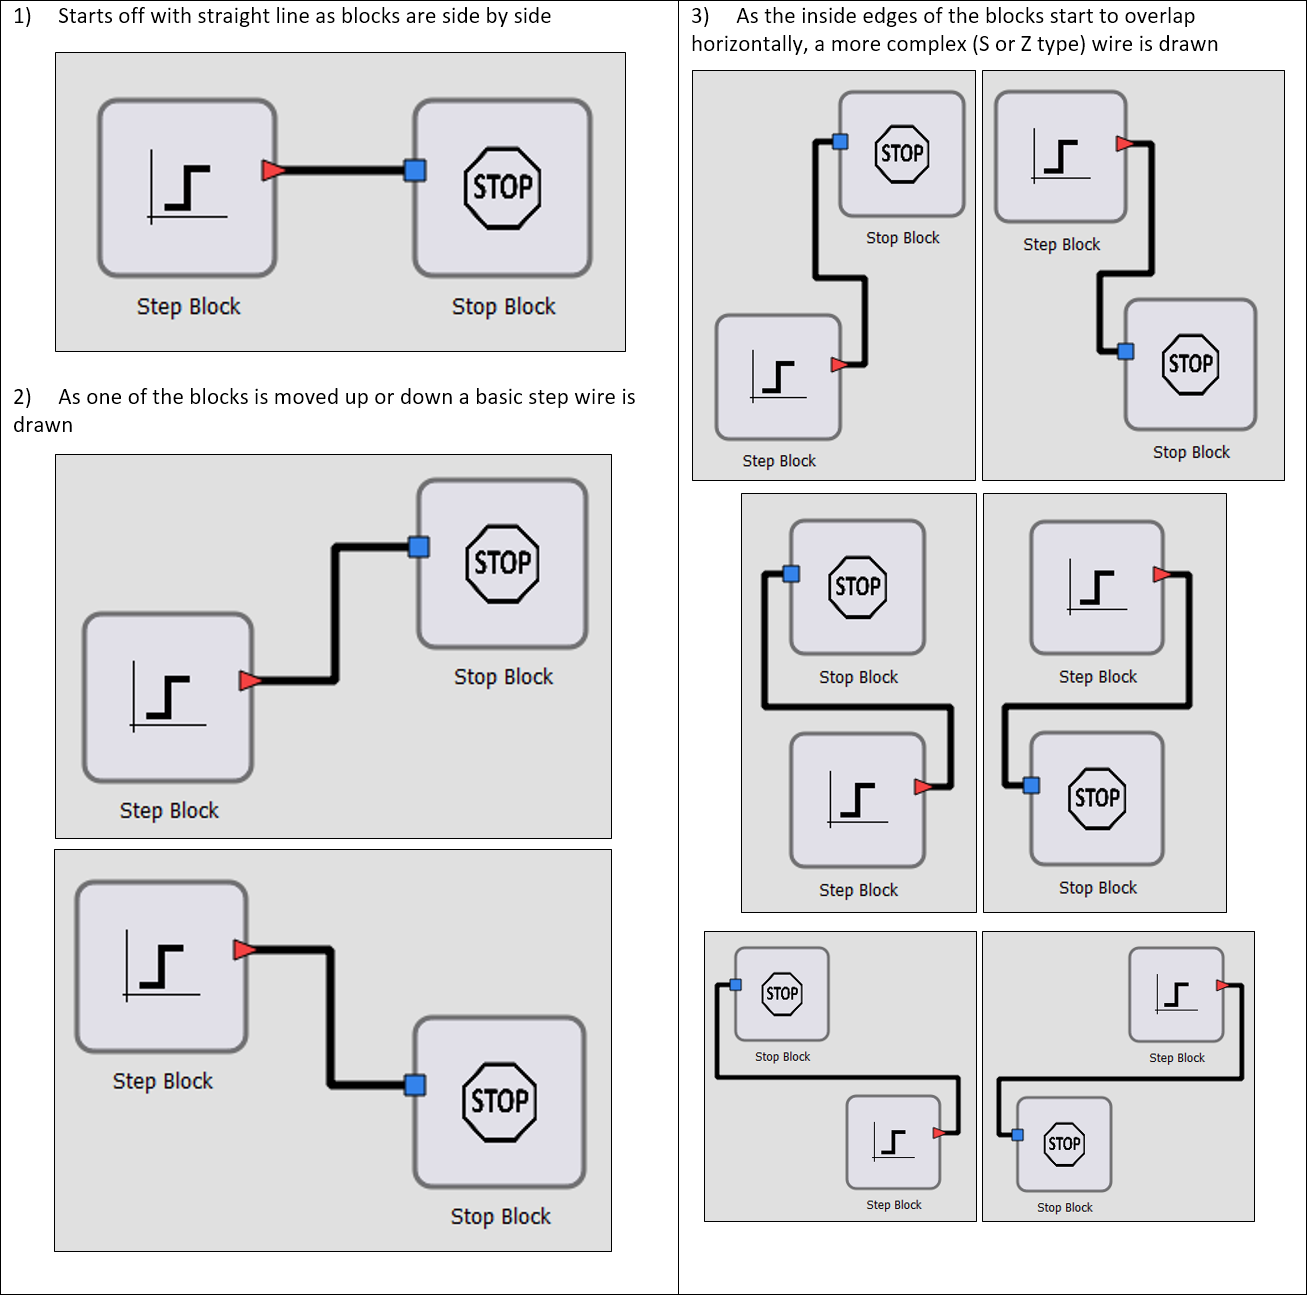 1) Starts off with straight line as blocks are side by side
STOP
Step Block
Stop Block
2) As one of the blocks is moved up or down a basic step wire is
drawn
STOP
Stop Block
Step Block
Step Block
STOP
Stop Block
3) As the inside edges of the blocks start to overlap
horizontally, a more complex (S or Z type) wire is drawn
STOP
Stop Block
Step Block
Step Block
STOP
Stop Block
STOP
Stop Block
Step Block
Step Block
STOP
Stop Block
STOP
Stop Block
Step Block
Step Block
STOP
Stop Block